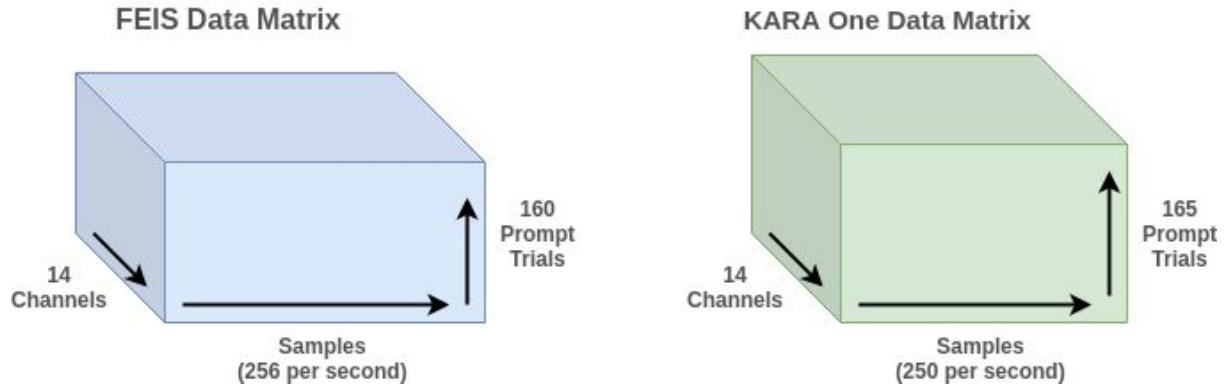 FEIS Data Matrix
14
Channels
160
Prompt
Trials
Samples
(256 per second)
KARA One Data Matrix
14
Channels
165
Prompt
Trials
Samples
(250 per second)